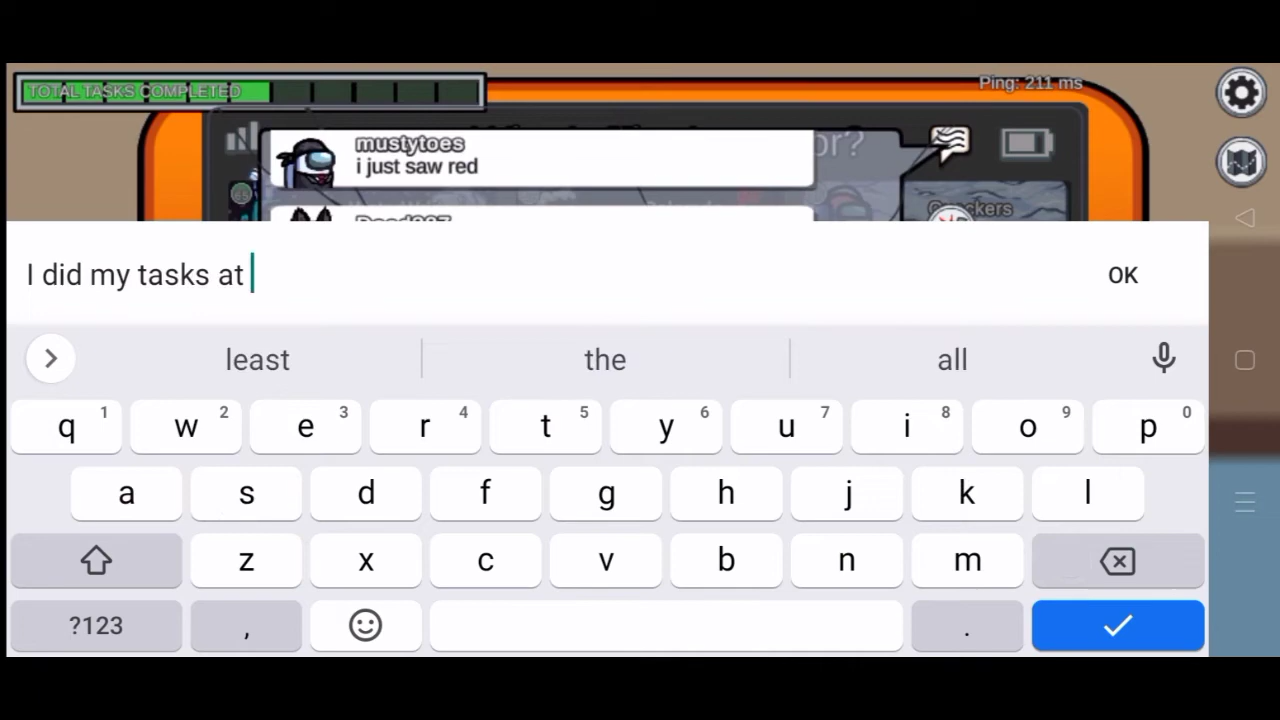 TOTAL TASKS COMPLETED
Ping: 211 ms
or?
mustytoes
i just saw red
I did my tasks at
OK
least the all
q 1 w 2 e 3 r 4 t 5 y 6 u 7 i 8 o 9 p 0
a s d f g h j k l
z x c v b n m
?123 , .